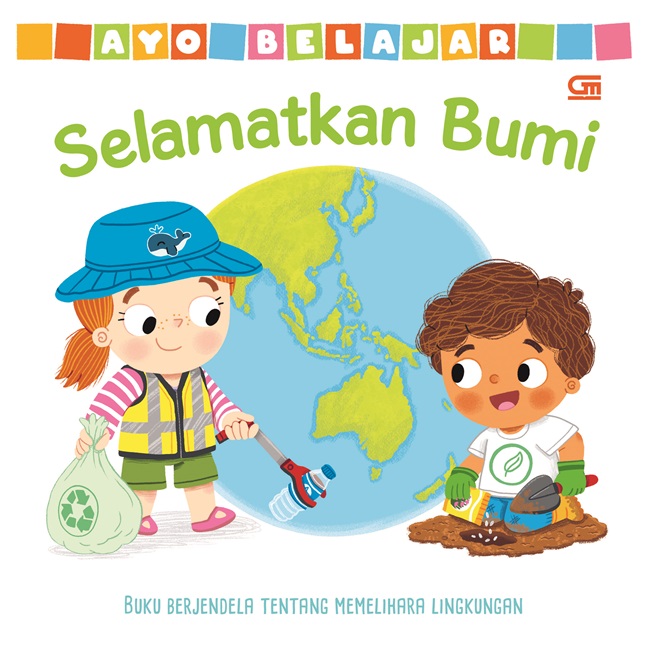 AYO BELAJAR
GM
Selamatkan Bumi
BUKU BERJENDELA TENTANG MEMELIHARA LINGKUNGAN